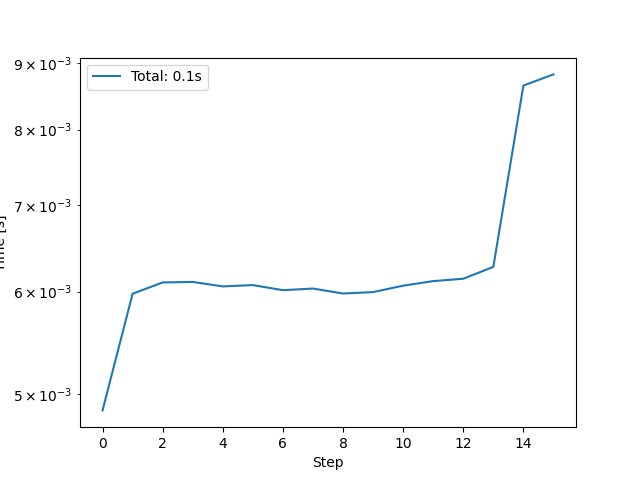 Total: 0.1s
9 × 10⁻³
8 × 10⁻³
7 × 10⁻³
6 × 10⁻³
5 × 10⁻³
Time [s]
0 2 4 6 8 10 12 14
Step